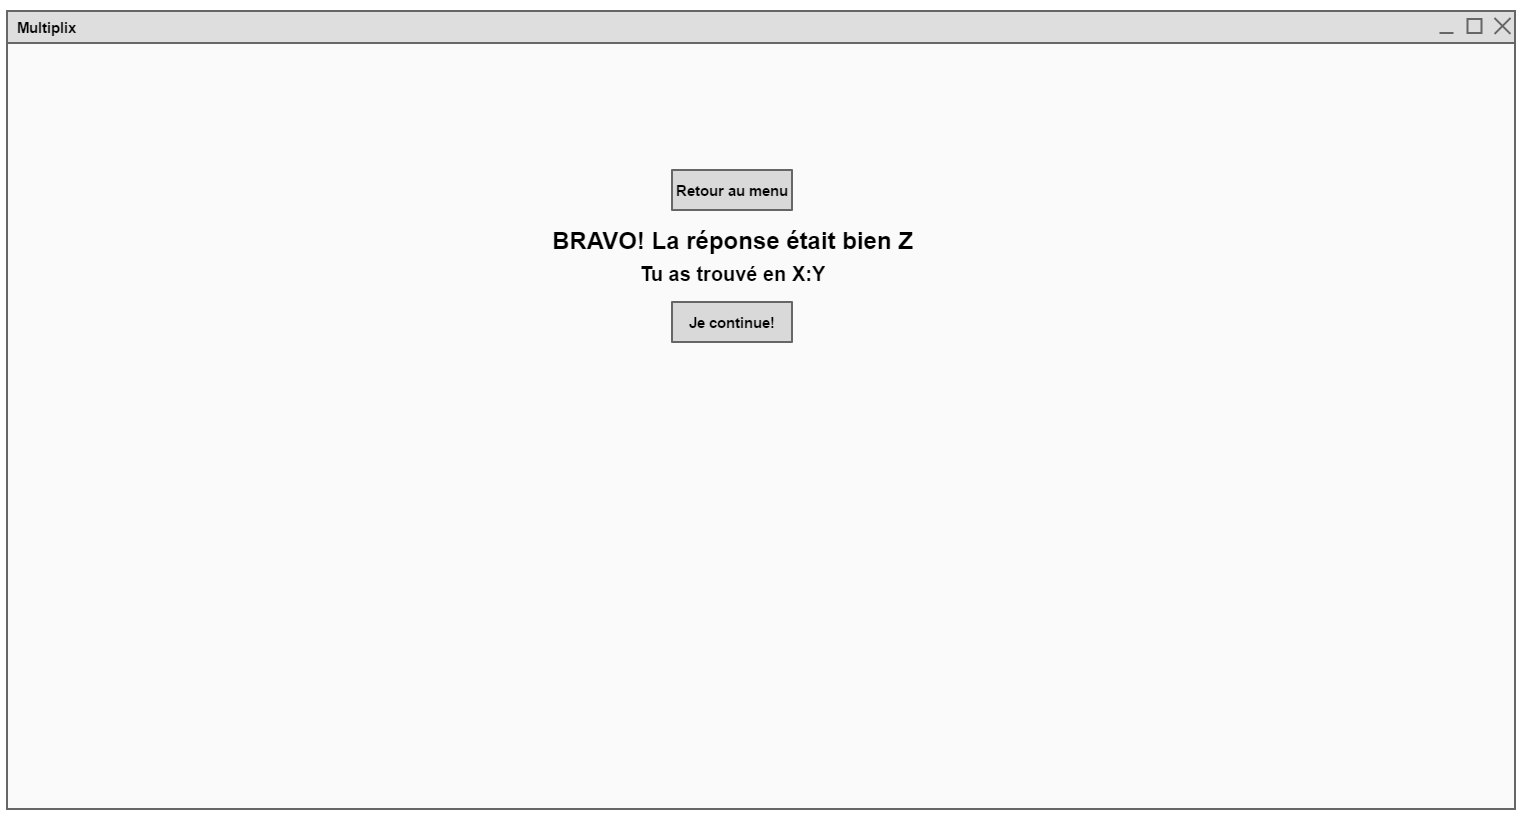 Multiplix
Retour au menu
BRAVO! La réponse était bien Z
Tu as trouvé en X:Y
Je continue!